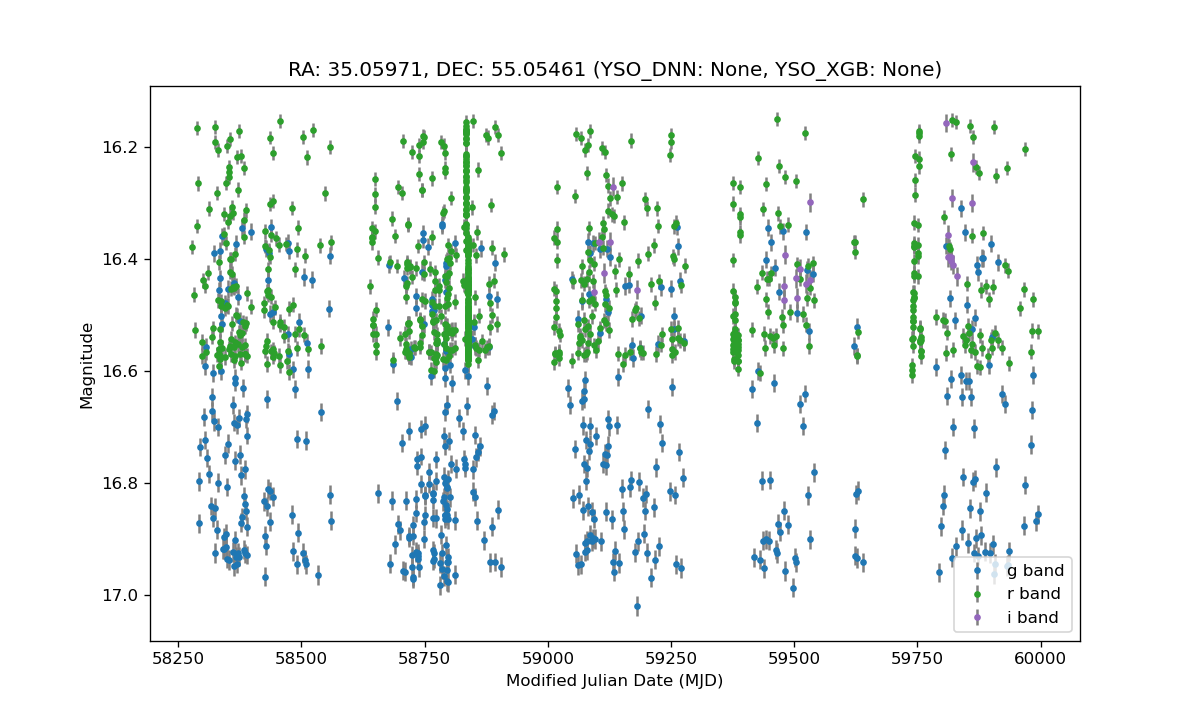 RA: 35.05971, DEC: 55.05461 (YSO_DNN: None, YSO_XGB: None)
Magnitude
16.2
16.4
16.6
16.8
17.0
g band
r band
i band
58250 58500 58750 59000 59250 59500 59750 60000
Modified Julian Date (MJD)